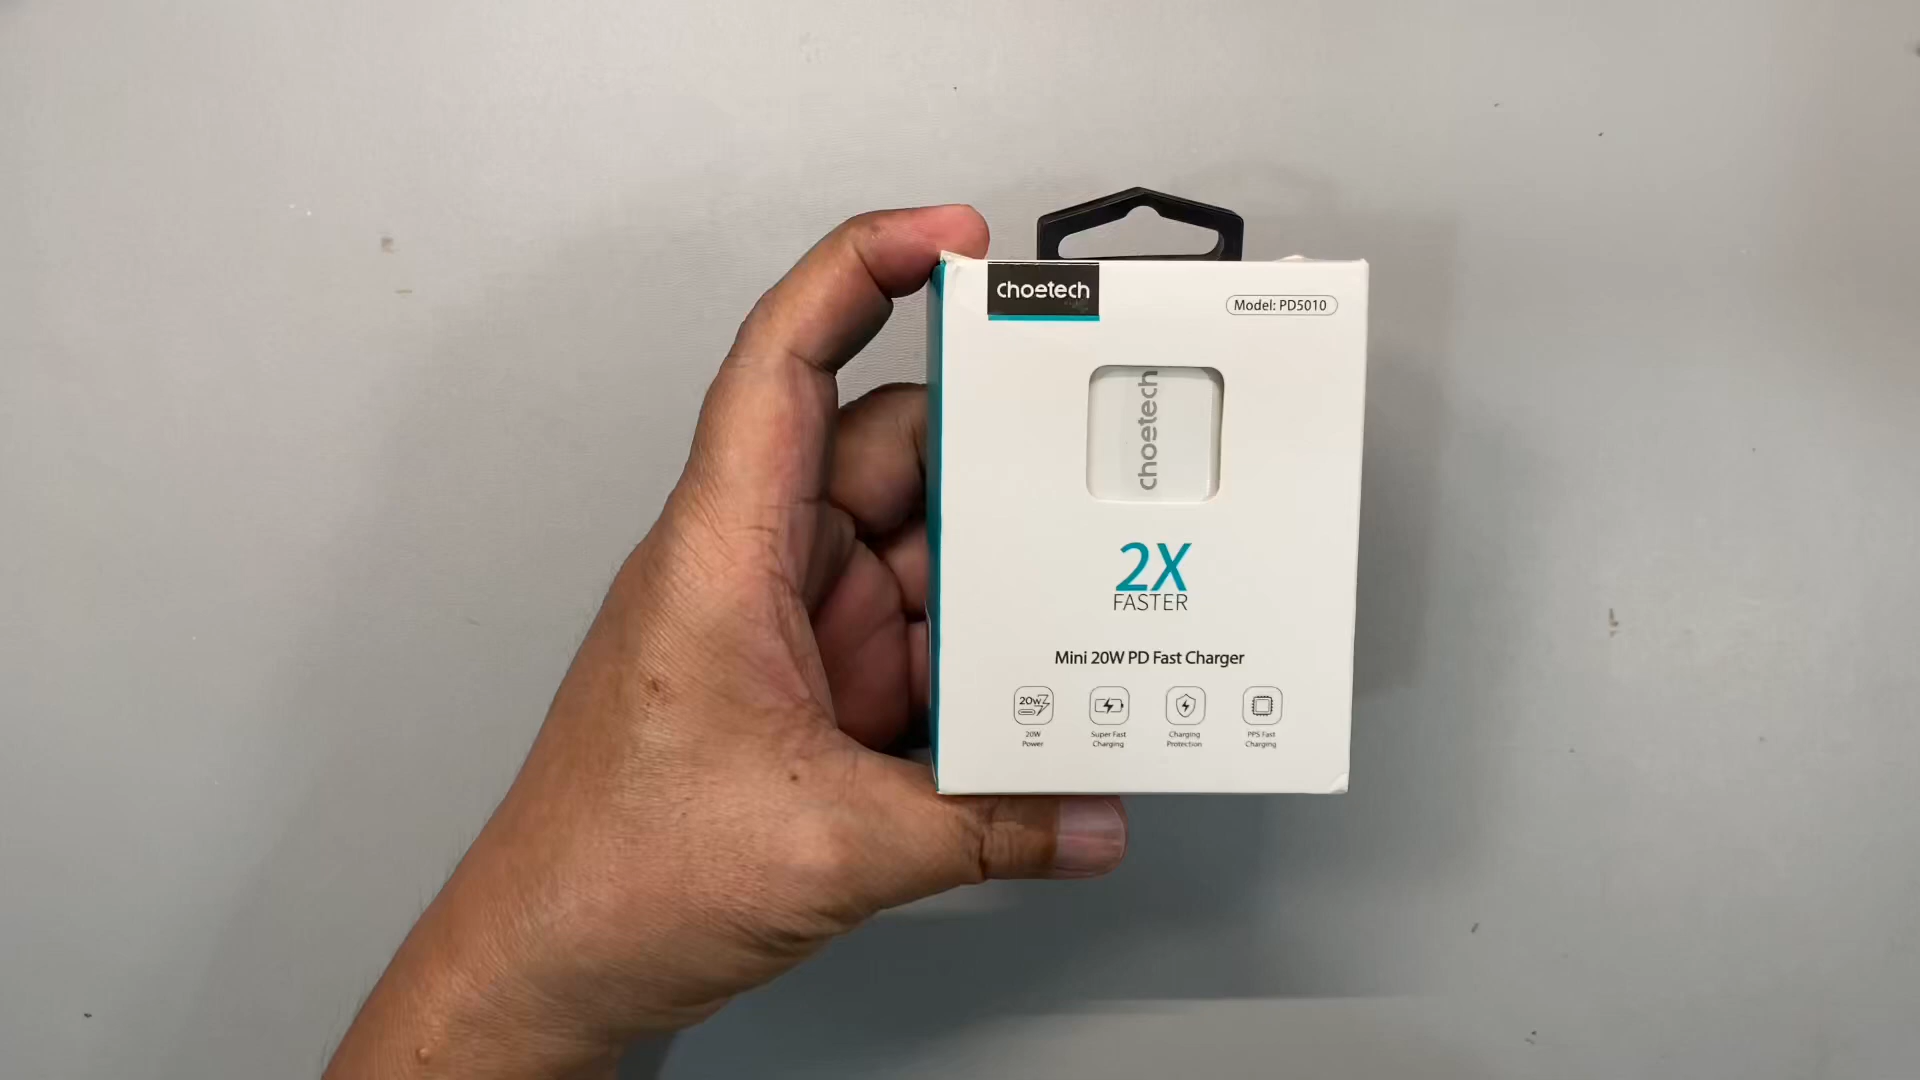 choetech
Model: PD5010
choetech
2X
FASTER
Mini 20W PD Fast Charger
20W
20W
Power
Super Fast
Charging
Charging
Protection
PPS Fast
Charging